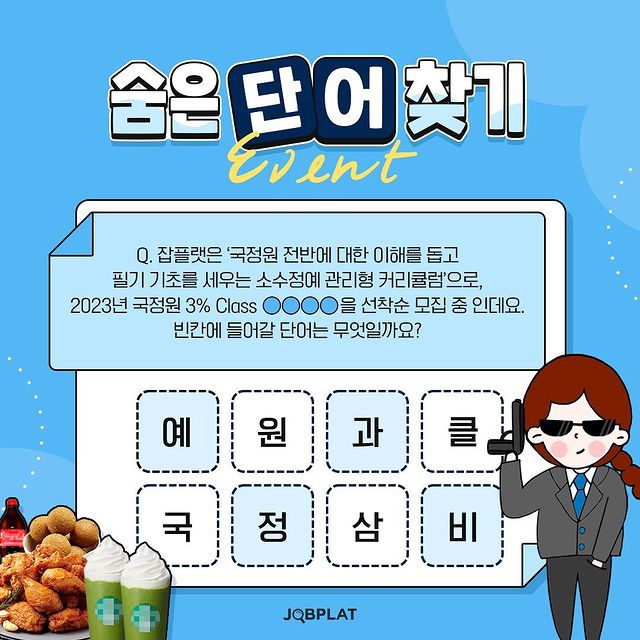 숨은 단어 찾기
Event
Q. 잡플랫은 '국정원 전반에 대한 이해를 돕고
필기 기초를 세우는 소수정예 관리형 커리큘럼'으로,
2023년 국정원 3% Class ○○○○을 선착순 모집 중 인데요.
빈칸에 들어갈 단어는 무엇일까요?
예 원 과 클
국 정 삼 비
JOBPLAT